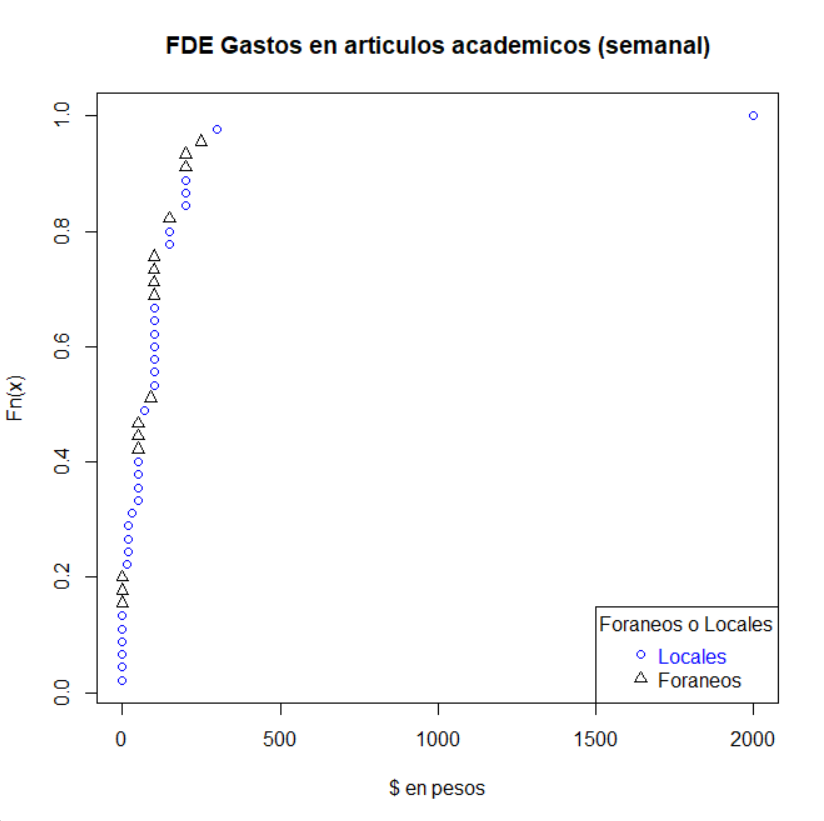 FDE Gastos en articulos academicos (semanal)
1.0
0.8
0.6
0.4
0.2
0.0
Fn(x)
0 500 1000 1500 2000
$ en pesos
Foraneos o Locales
Locales
Foraneos